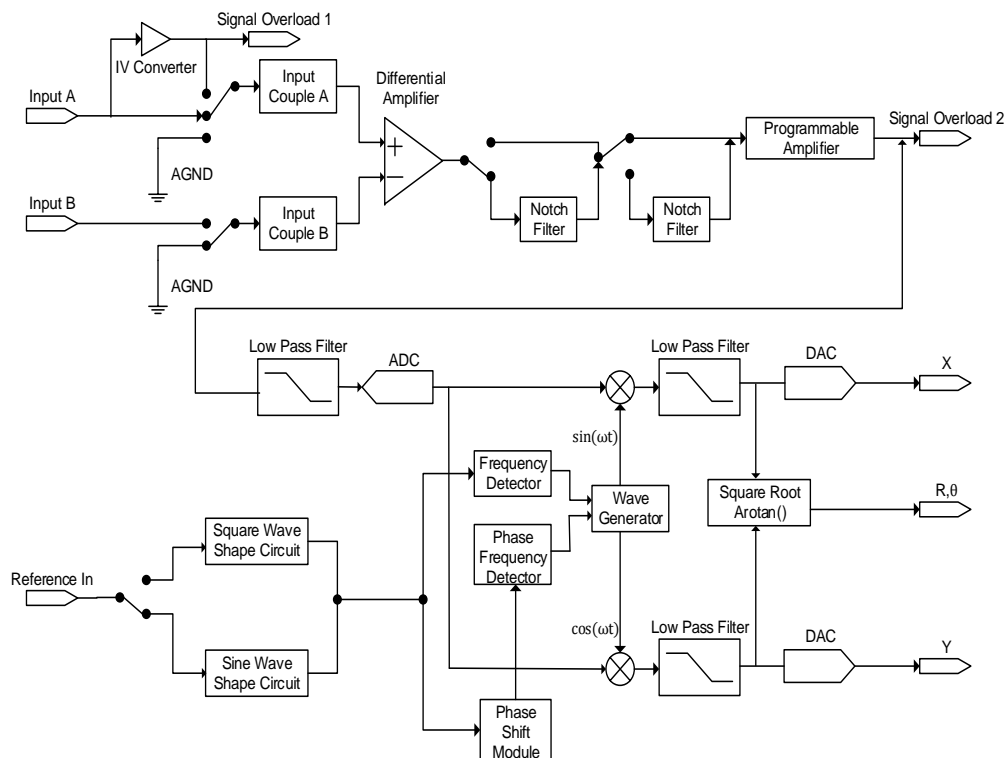 Signal Overload 1
IV Converter
Input A
Input
Couple A
Differential
Amplifier
AGND
Input B
Input
Couple B
AGND
Notch
Filter
Notch
Filter
Programmable
Amplifier
Signal Overload 2
Low Pass Filter
ADC
Low Pass Filter
DAC
X
sin(ωt)
Frequency
Detector
Wave
Generator
Square Root
Arotan()
R,θ
Phase
Frequency
Detector
Square Wave
Shape Circuit
Reference In
Sine Wave
Shape Circuit
cos(ωt)
Low Pass Filter
DAC
Y
Phase
Shift
Module